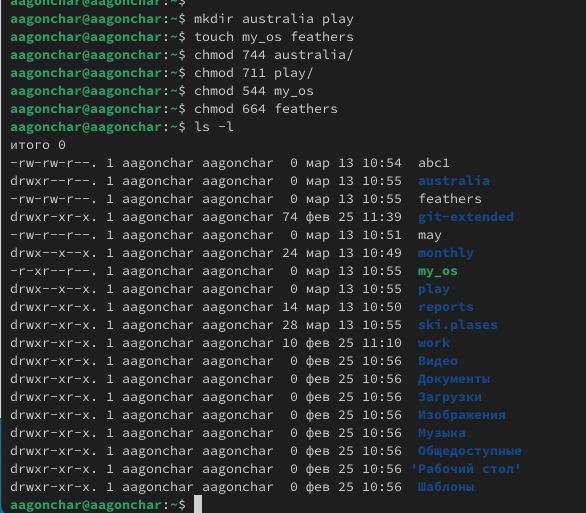 aagonchar@aagonchar:~$
aagonchar@aagonchar:~$ mkdir australia play
aagonchar@aagonchar:~$ touch my_os feathers
aagonchar@aagonchar:~$ chmod 744 australia/
aagonchar@aagonchar:~$ chmod 711 play/
aagonchar@aagonchar:~$ chmod 544 my_os
aagonchar@aagonchar:~$ chmod 664 feathers
aagonchar@aagonchar:~$ ls -l
итого 0
-rw-rw-r--. 1 aagonchar aagonchar  0 мар 13 10:54  abc1
drwxr--r--. 1 aagonchar aagonchar  0 мар 13 10:55  australia
-rw-rw-r--. 1 aagonchar aagonchar  0 мар 13 10:55  feathers
drwxr-xr-x. 1 aagonchar aagonchar 74 фев 25 11:39  git-extended
-rw-r--r--. 1 aagonchar aagonchar  0 мар 13 10:51  may
drwx--x--x. 1 aagonchar aagonchar 24 мар 13 10:49  monthly
-r-xr--r--. 1 aagonchar aagonchar  0 мар 13 10:55  my_os
drwx--x--x. 1 aagonchar aagonchar  0 мар 13 10:55  play
drwxr-xr-x. 1 aagonchar aagonchar 14 мар 13 10:50  reports
drwxr-xr-x. 1 aagonchar aagonchar 28 мар 13 10:55  ski.plases
drwxr-xr-x. 1 aagonchar aagonchar 10 фев 25 11:10  work
drwxr-xr-x. 1 aagonchar aagonchar  0 фев 25 10:56  Видео
drwxr-xr-x. 1 aagonchar aagonchar  0 фев 25 10:56  Документы
drwxr-xr-x. 1 aagonchar aagonchar  0 фев 25 10:56  Загрузки
drwxr-xr-x. 1 aagonchar aagonchar  0 фев 25 10:56  Изображения
drwxr-xr-x. 1 aagonchar aagonchar  0 фев 25 10:56  Музыка
drwxr-xr-x. 1 aagonchar aagonchar  0 фев 25 10:56  Общедоступные
drwxr-xr-x. 1 aagonchar aagonchar  0 фев 25 10:56 'Рабочий стол'
drwxr-xr-x. 1 aagonchar aagonchar  0 фев 25 10:56  Шаблоны
aagonchar@aagonchar:~$